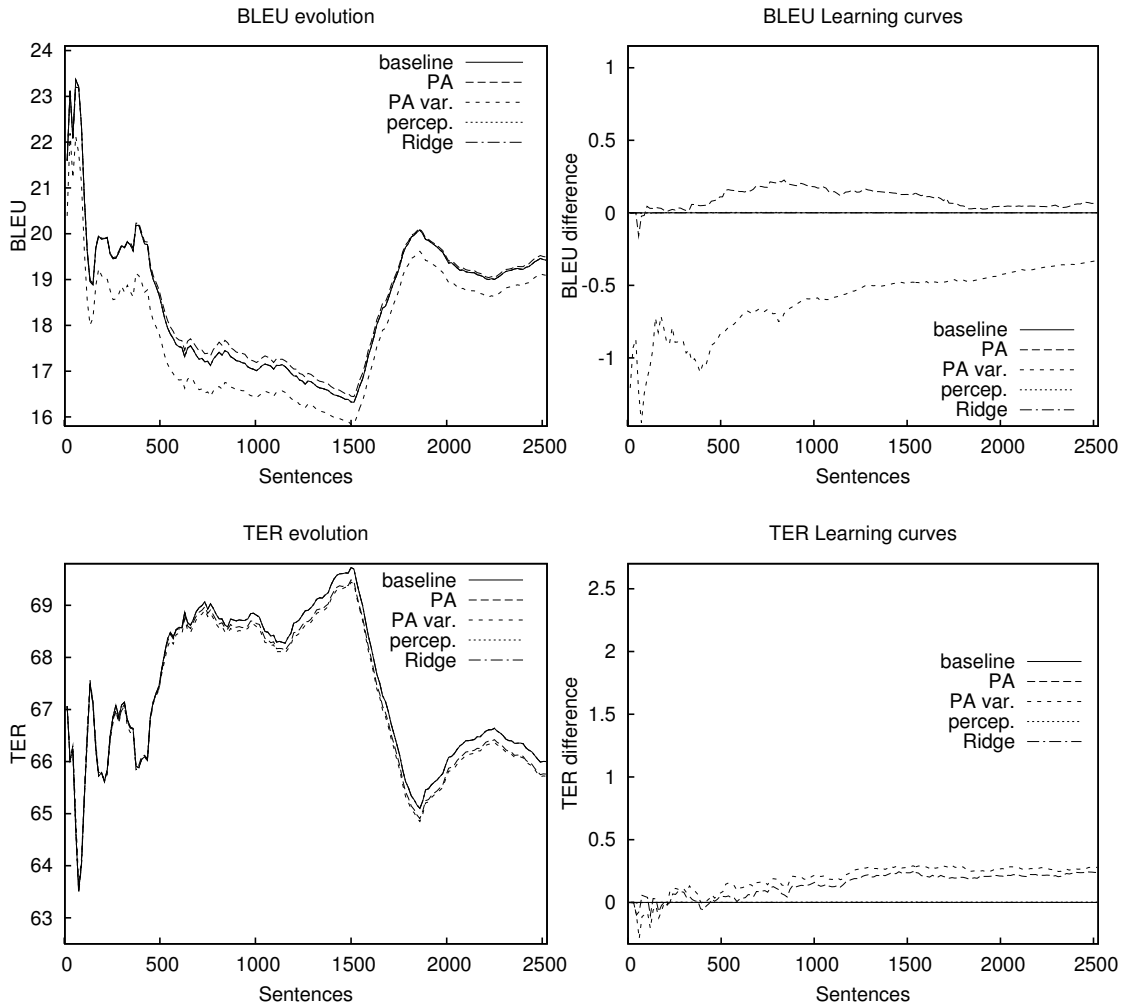 BLEU evolution
24
23
22
21
20
19
18
17
16
BLEU
baseline
PA
PA var.
percep.
Ridge
0 500 1000 1500 2000 2500
Sentences
BLEU Learning curves
1
0.5
0
-0.5
-1
BLEU difference
baseline
PA
PA var.
percep.
Ridge
0 500 1000 1500 2000 2500
Sentences
TER evolution
69
68
67
66
65
64
63
TER
baseline
PA
PA var.
percep.
Ridge
0 500 1000 1500 2000 2500
Sentences
TER Learning curves
2.5
2
1.5
1
0.5
0
TER difference
baseline
PA
PA var.
percep.
Ridge
0 500 1000 1500 2000 2500
Sentences